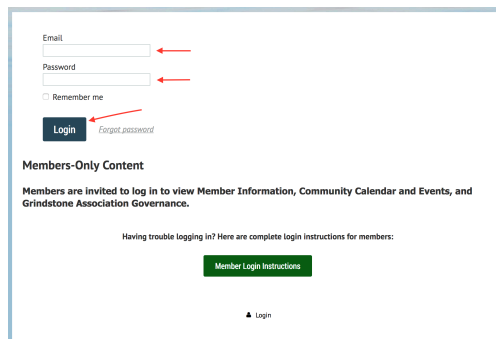 Email
Password
Remember me
Login Forgot password
Members-Only Content
Members are invited to log in to view Member Information, Community Calendar and Events, and
Grindstone Association Governance.
Having trouble logging in? Here are complete login instructions for members:
Member Login Instructions
Login